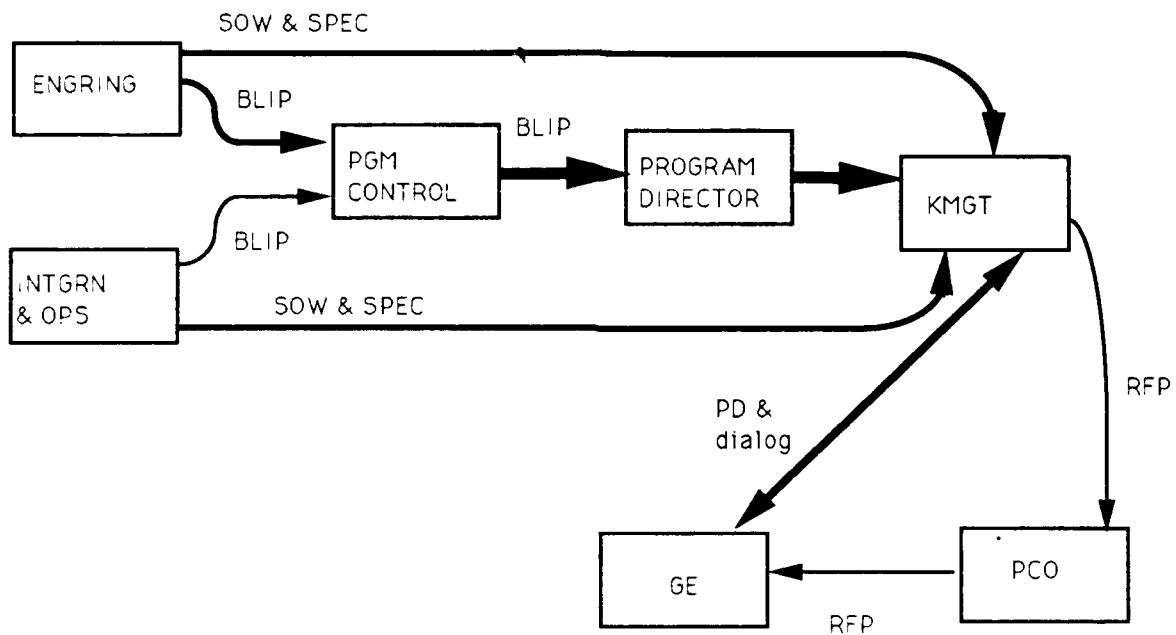 SOW & SPEC
ENGRING
BLIP
BLIP
PGM
CONTROL
PROGRAM
DIRECTOR
KMGT
BLIP
INTGRN
& OPS
SOW & SPEC
RFP
PD &
dialog
GE
PCO
RFP